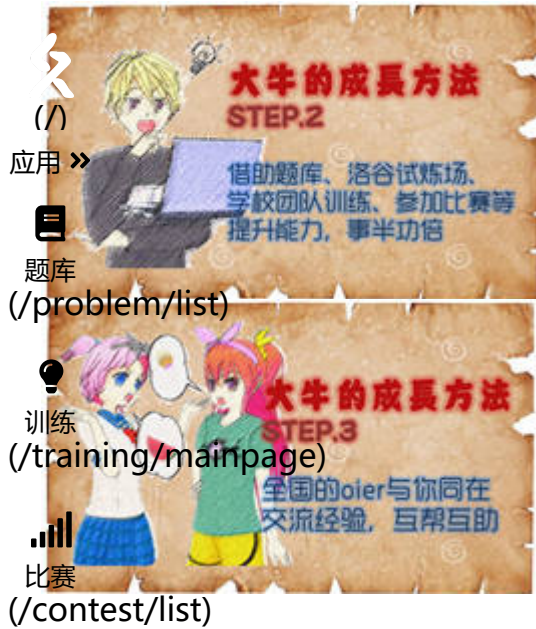 大牛的成長方法
STEP.2
(/)
应用
借助题库、洛谷试炼场、
学校团队训练、参加比赛等
提升能力，事半功倍
题库
(/problem/list)
大牛的成長方法
训练
STEP.3
(/training/mainpage)
全国的oier与你同在
交流经验，互帮互助
比赛
(/contest/list)